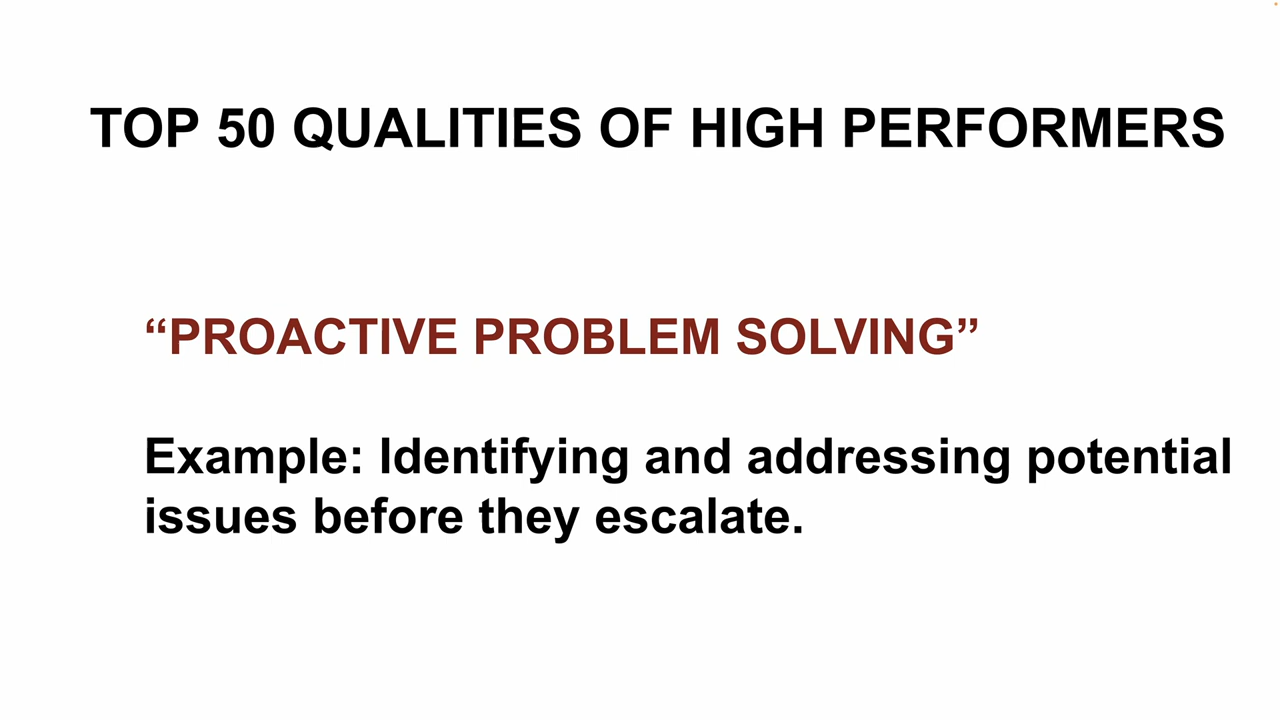 TOP 50 QUALITIES OF HIGH PERFORMERS
“PROACTIVE PROBLEM SOLVING”
Example: Identifying and addressing potential
issues before they escalate.